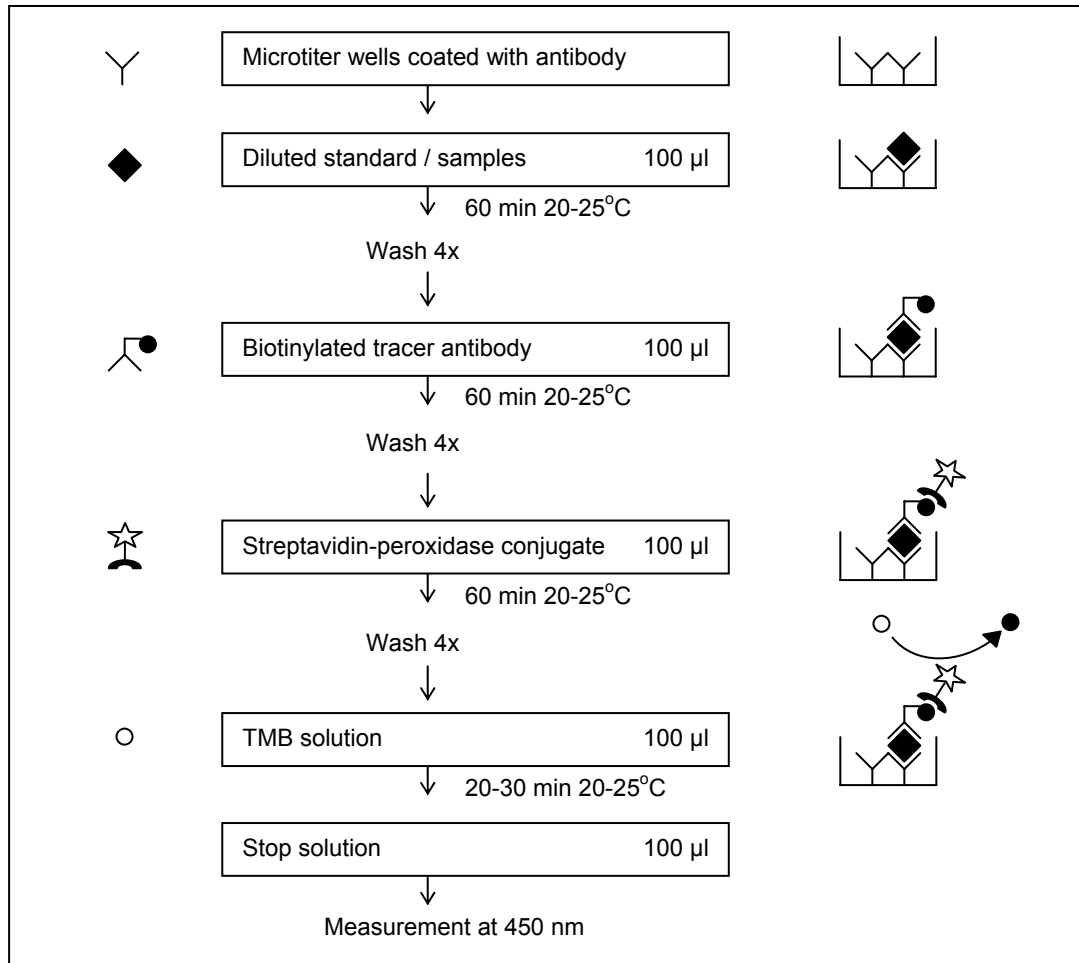 Microtiter wells coated with antibody
Diluted standard / samples 100 µl
60 min 20-25°C
Wash 4x
Biotinylated tracer antibody 100 µl
60 min 20-25°C
Wash 4x
Streptavidin-peroxidase conjugate 100 µl
60 min 20-25°C
Wash 4x
TMB solution 100 µl
20-30 min 20-25°C
Stop solution 100 µl
Measurement at 450 nm